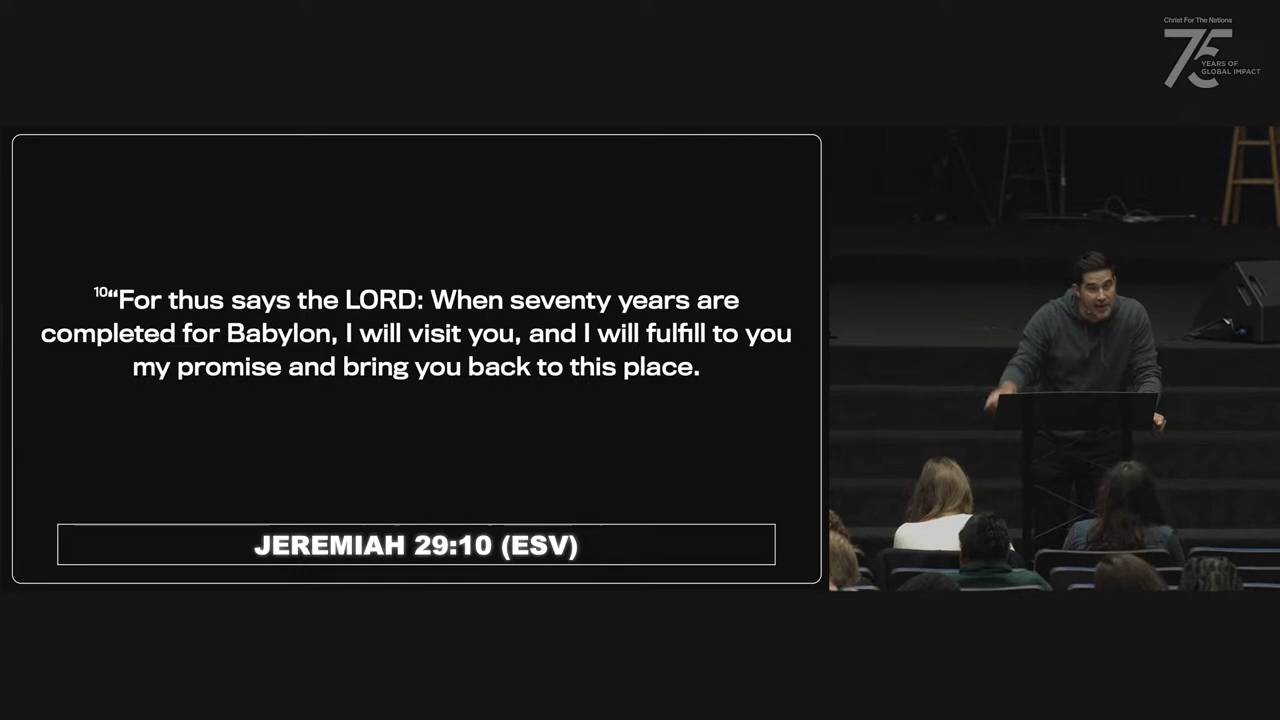 Christ For The Nations
75
YEARS OF
GLOBAL IMPACT
10“For thus says the LORD: When seventy years are
completed for Babylon, I will visit you, and I will fulfill to you
my promise and bring you back to this place.
JEREMIAH 29:10 (ESV)